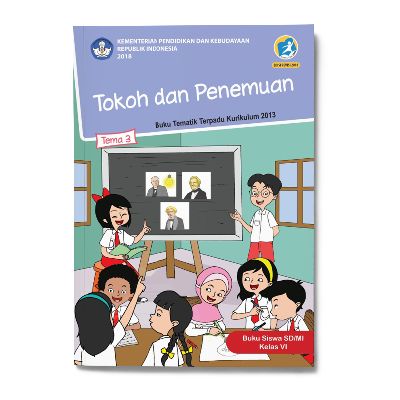 KEMENTERIAN PENDIDIKAN DAN KEBUDAYAAN
REPUBLIK INDONESIA
2018
Tokoh dan Penemuan
Buku Tematik Terpadu Kurikulum 2013
Tema 3
Buku Siswa SD/MI
Kelas VI